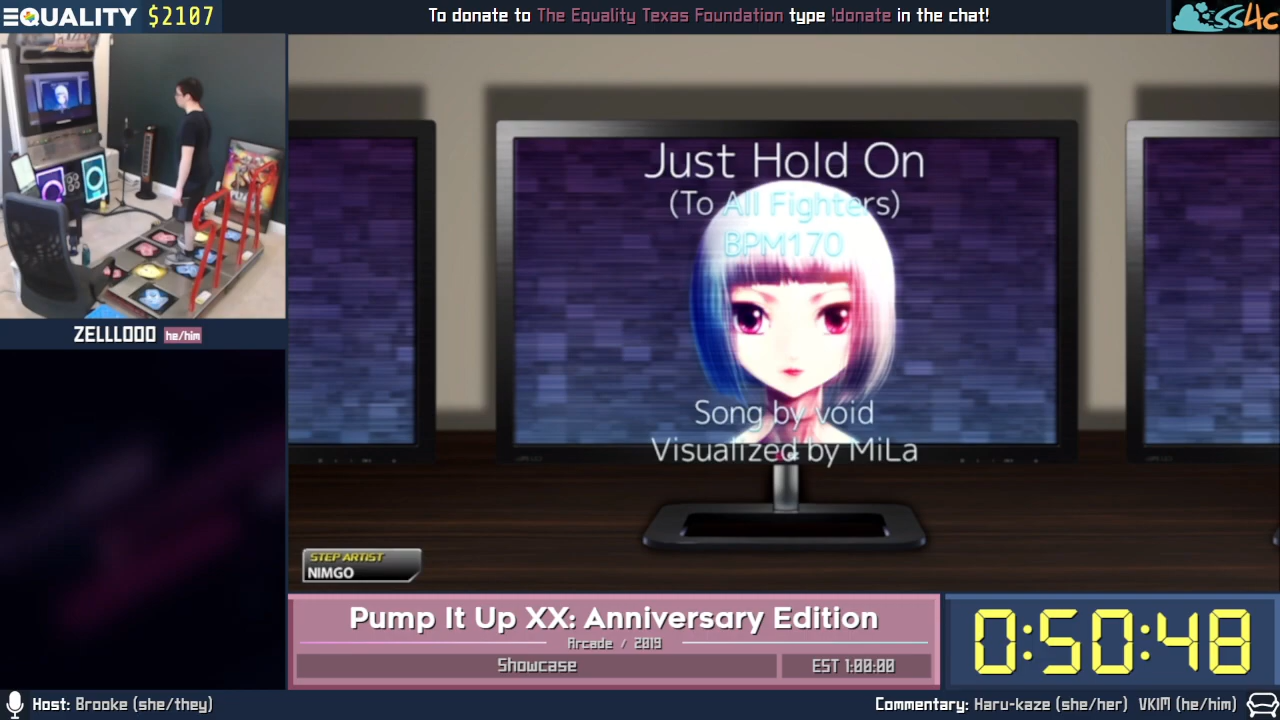 EQUALITY $2107
To donate to The Equality Texas Foundation type !donate in the chat!
SS4C
Just Hold On
(To All Fighters)
BPM170
Song by void
Visualized by MiLa
ZELLLOOO he/him
STEP ARTIST
NIMGO
Pump It Up XX: Anniversary Edition
Arcade / 2019
Showcase
EST 1:00:00
0:50:48
Host: Brooke (she/they)
Commentary: Haru-kaze (she/her) VKIM (he/him)